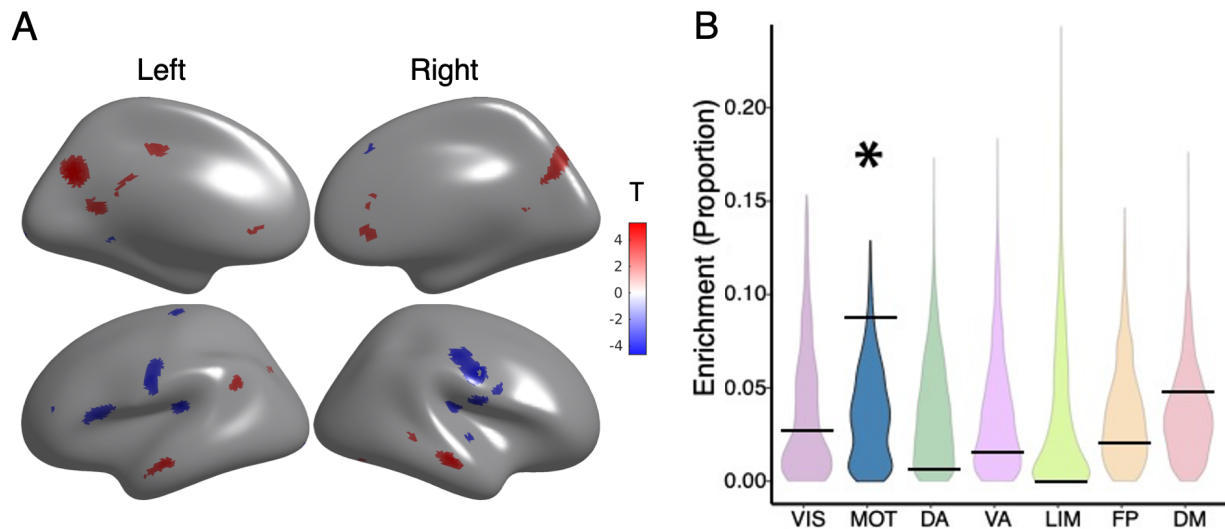 A
Left Right
T
4
2
0
-2
-4
B
Enrichment (Proportion)
0.20
0.15
0.10
0.05
0.00
*
VIS MOT DA VA LIM FP DM